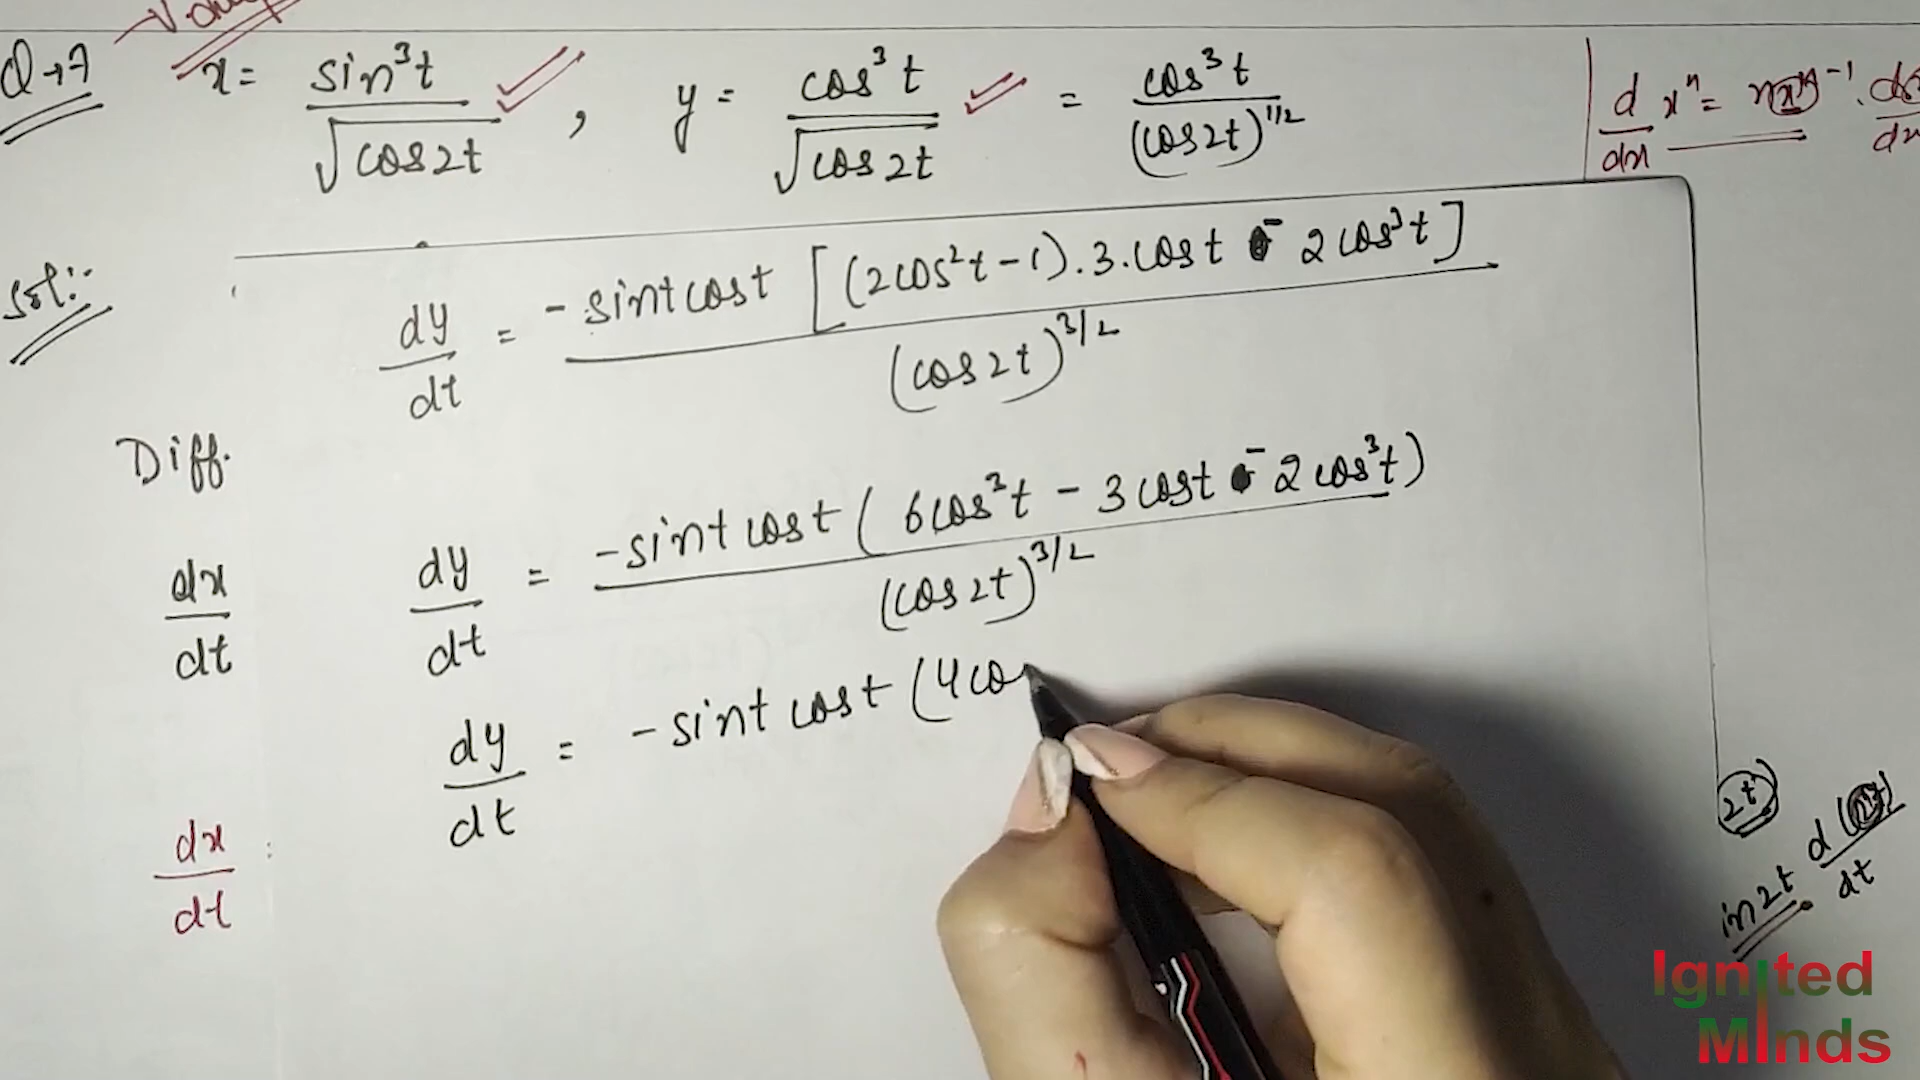 Q→7 x = sin³t / √cos2t , y = cos³t / √cos2t = cos³t / (cos2t)^1/2
d/dx xⁿ = nxⁿ⁻¹.
Sol:-
dy/dt = -sint cost [(2cos²t-1).3.cost - 2cos³t] / (cos2t)^3/2
Diff.
dx/dt
dy/dt = -sint cost (6cos³t - 3cost - 2cos³t) / (cos2t)^3/2
dy/dt = -sint cost (4co
2t
dx/dt
in2t
Ignited
Minds